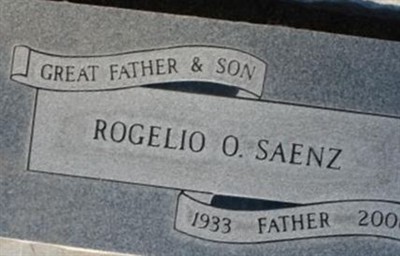 GREAT FATHER & SON
ROGELIO O. SAENZ
1933 FATHER